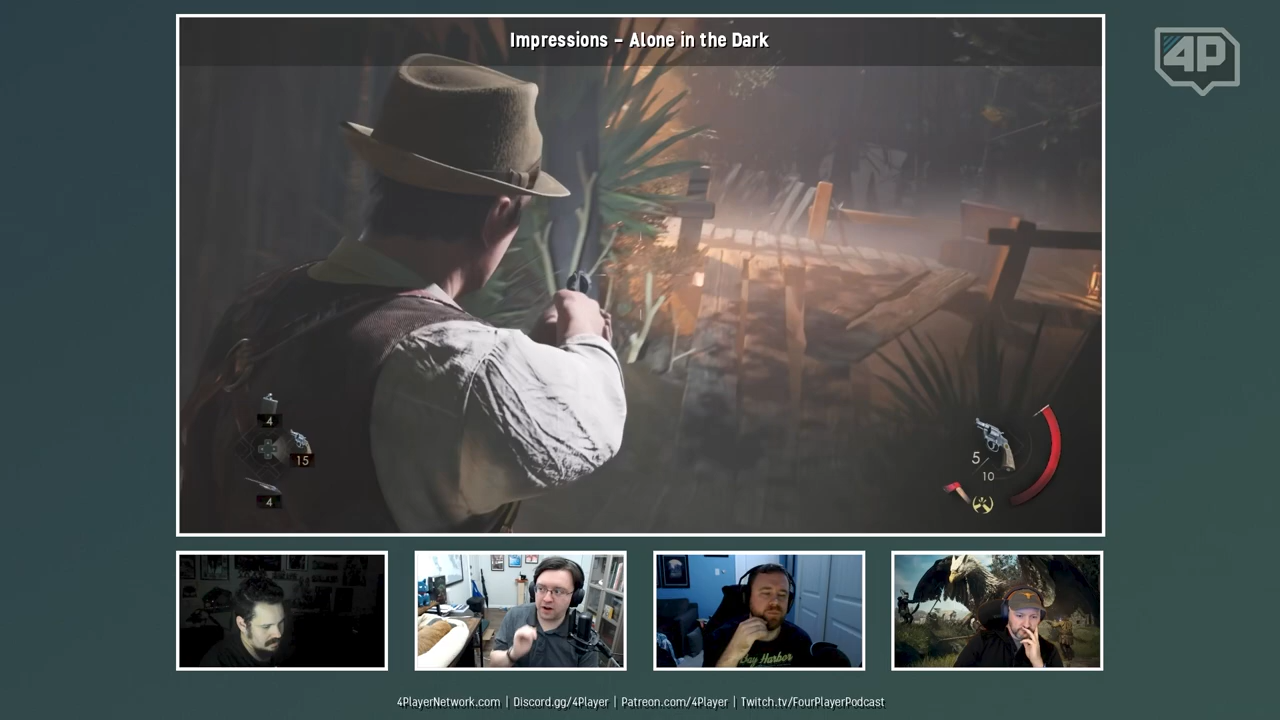 Impressions – Alone in the Dark
4P
4
15
4
5
10
Bay Harbor
4PlayerNetwork.com | Discord.gg/4Player | Patreon.com/4Player | Twitch.tv/FourPlayerPodcast